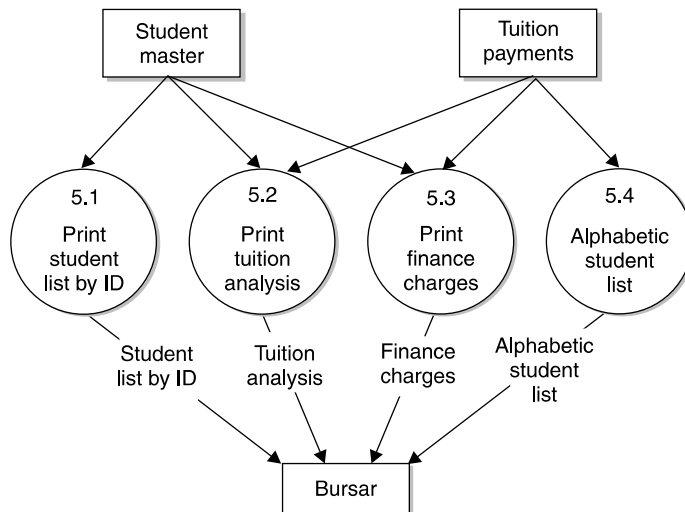 Student
master
Tuition
payments
5.1
Print
student
list by ID
5.2
Print
tuition
analysis
5.3
Print
finance
charges
5.4
Alphabetic
student
list
Student
list by ID
Tuition
analysis
Finance
charges
Alphabetic
student
list
Bursar